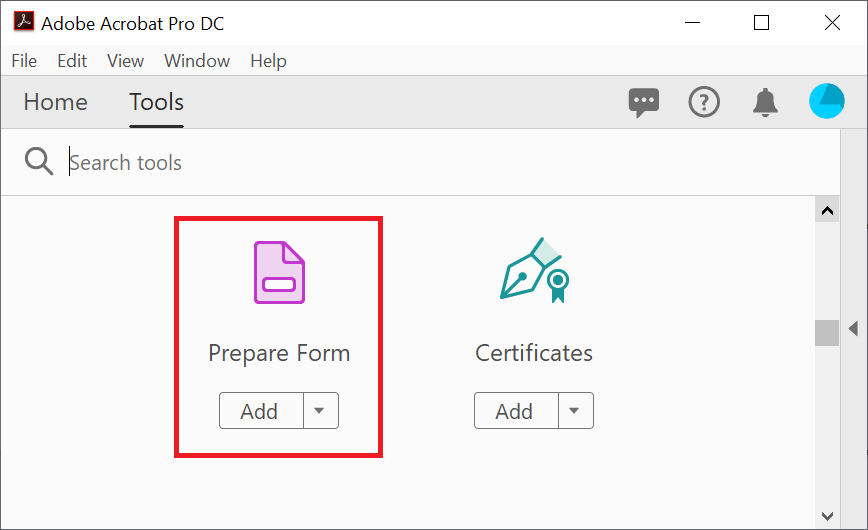 Adobe Acrobat Pro DC
File Edit View Window Help
Home Tools
Search tools
Prepare Form Certificates
Add Add